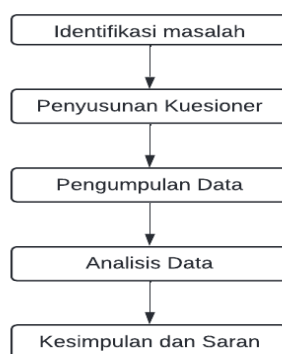 Identifikasi masalah
Penyusunan Kuesioner
Pengumpulan Data
Analisis Data
Kesimpulan dan Saran